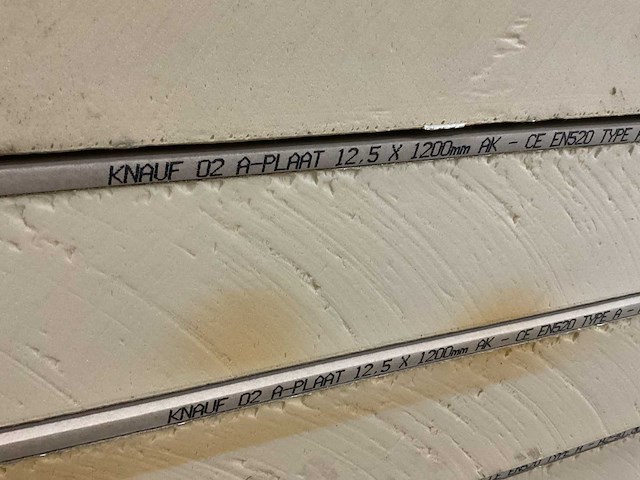 KNAUF 02 A-PLAAT 12,5 X 1200mm AK - CE EN520 TYPE A
KNAUF 02 A-PLAAT 12.5 X 1200mm AK - CE EN520 TYPE A -